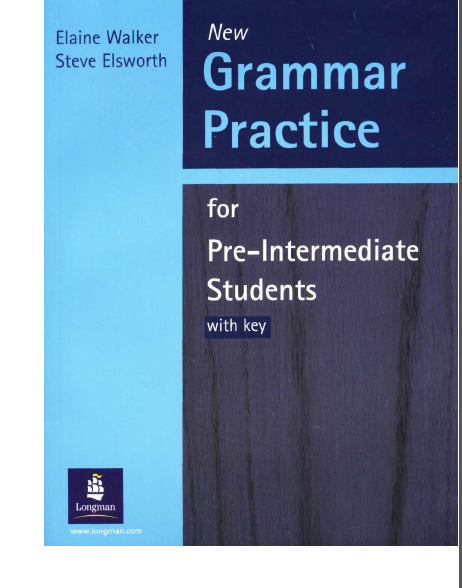 Elaine Walker
Steve Elsworth
New
Grammar
Practice
for
Pre-Intermediate
Students
with key
Longman
www.longman.com